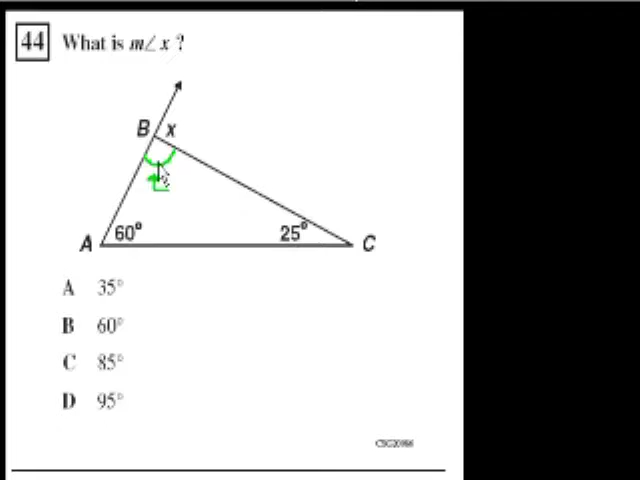 44 What is m∠x ?
B x
A 60° 25° C
A 35°
B 60°
C 85°
D 95°